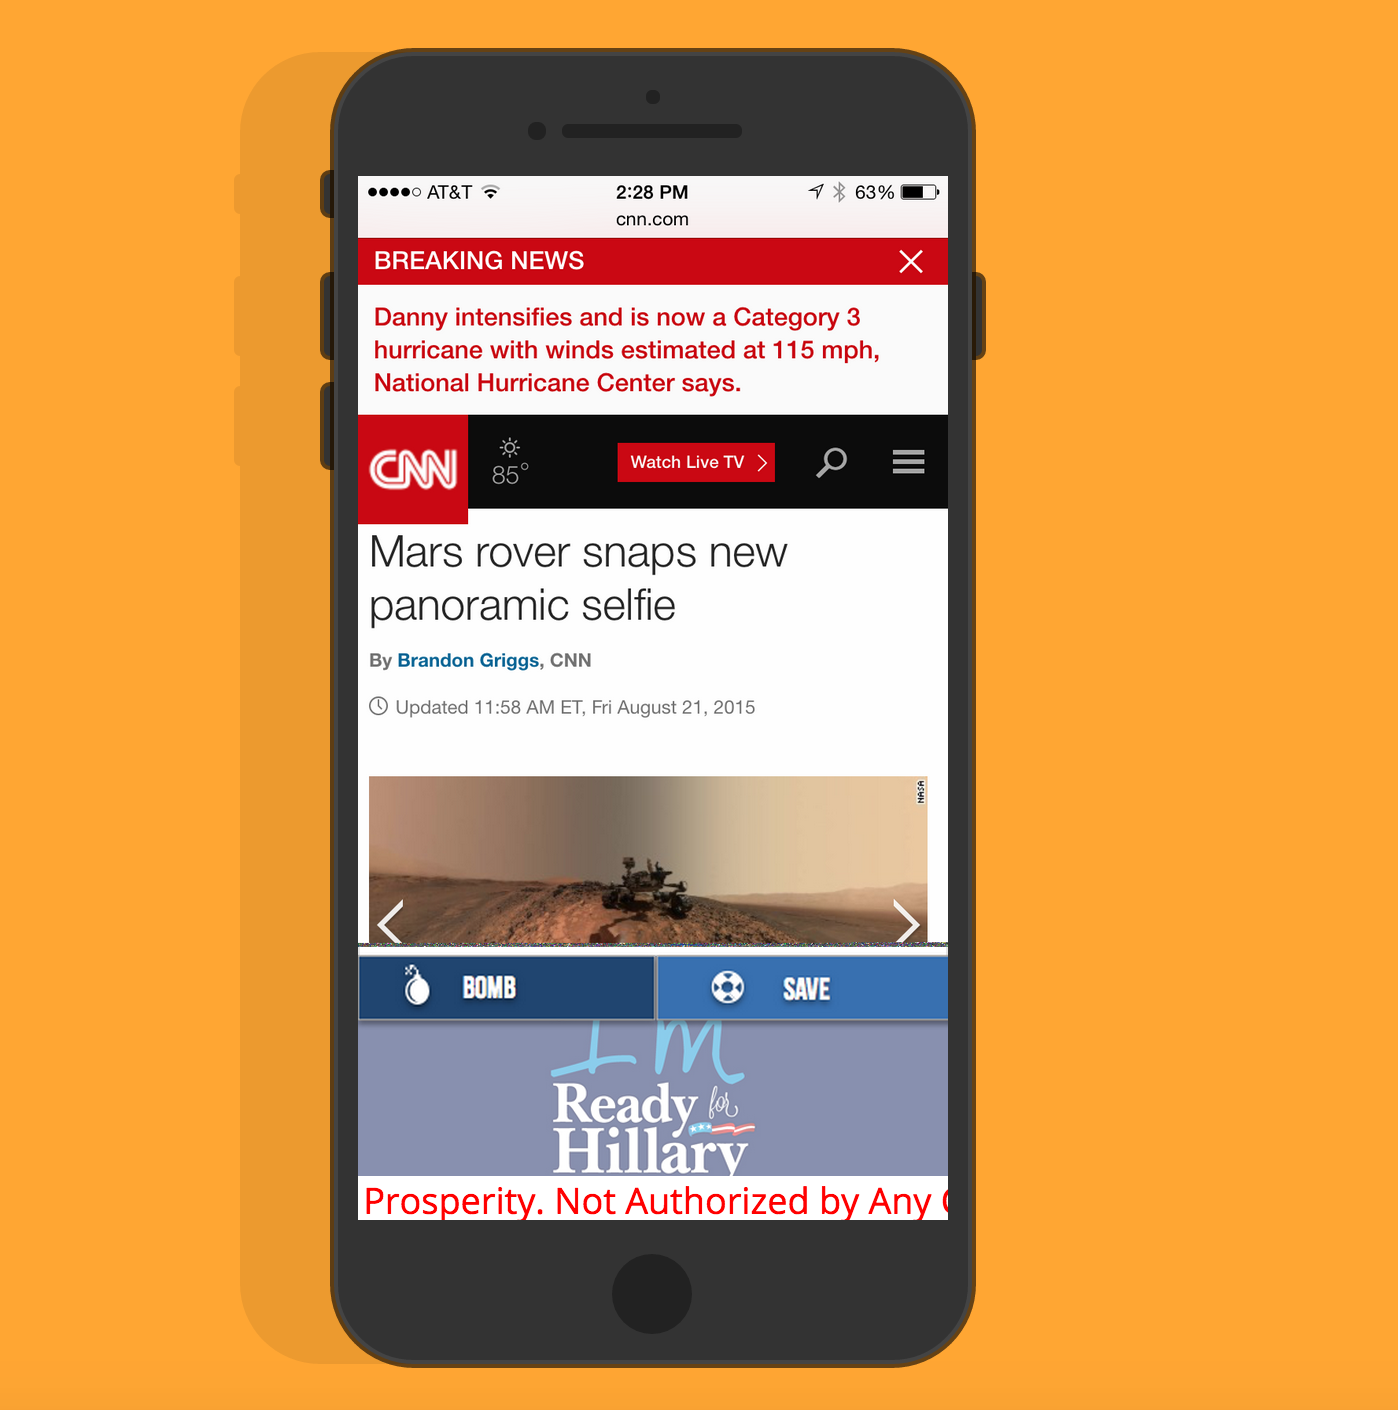 AT&T 2:28 PM 63%
cnn.com
BREAKING NEWS
Danny intensifies and is now a Category 3
hurricane with winds estimated at 115 mph,
National Hurricane Center says.
CNN
85°
Watch Live TV
Mars rover snaps new
panoramic selfie
By Brandon Griggs, CNN
Updated 11:58 AM ET, Fri August 21, 2015
NASA
BOMB
SAVE
I'm
Ready for
Hillary
Prosperity. Not Authorized by Any